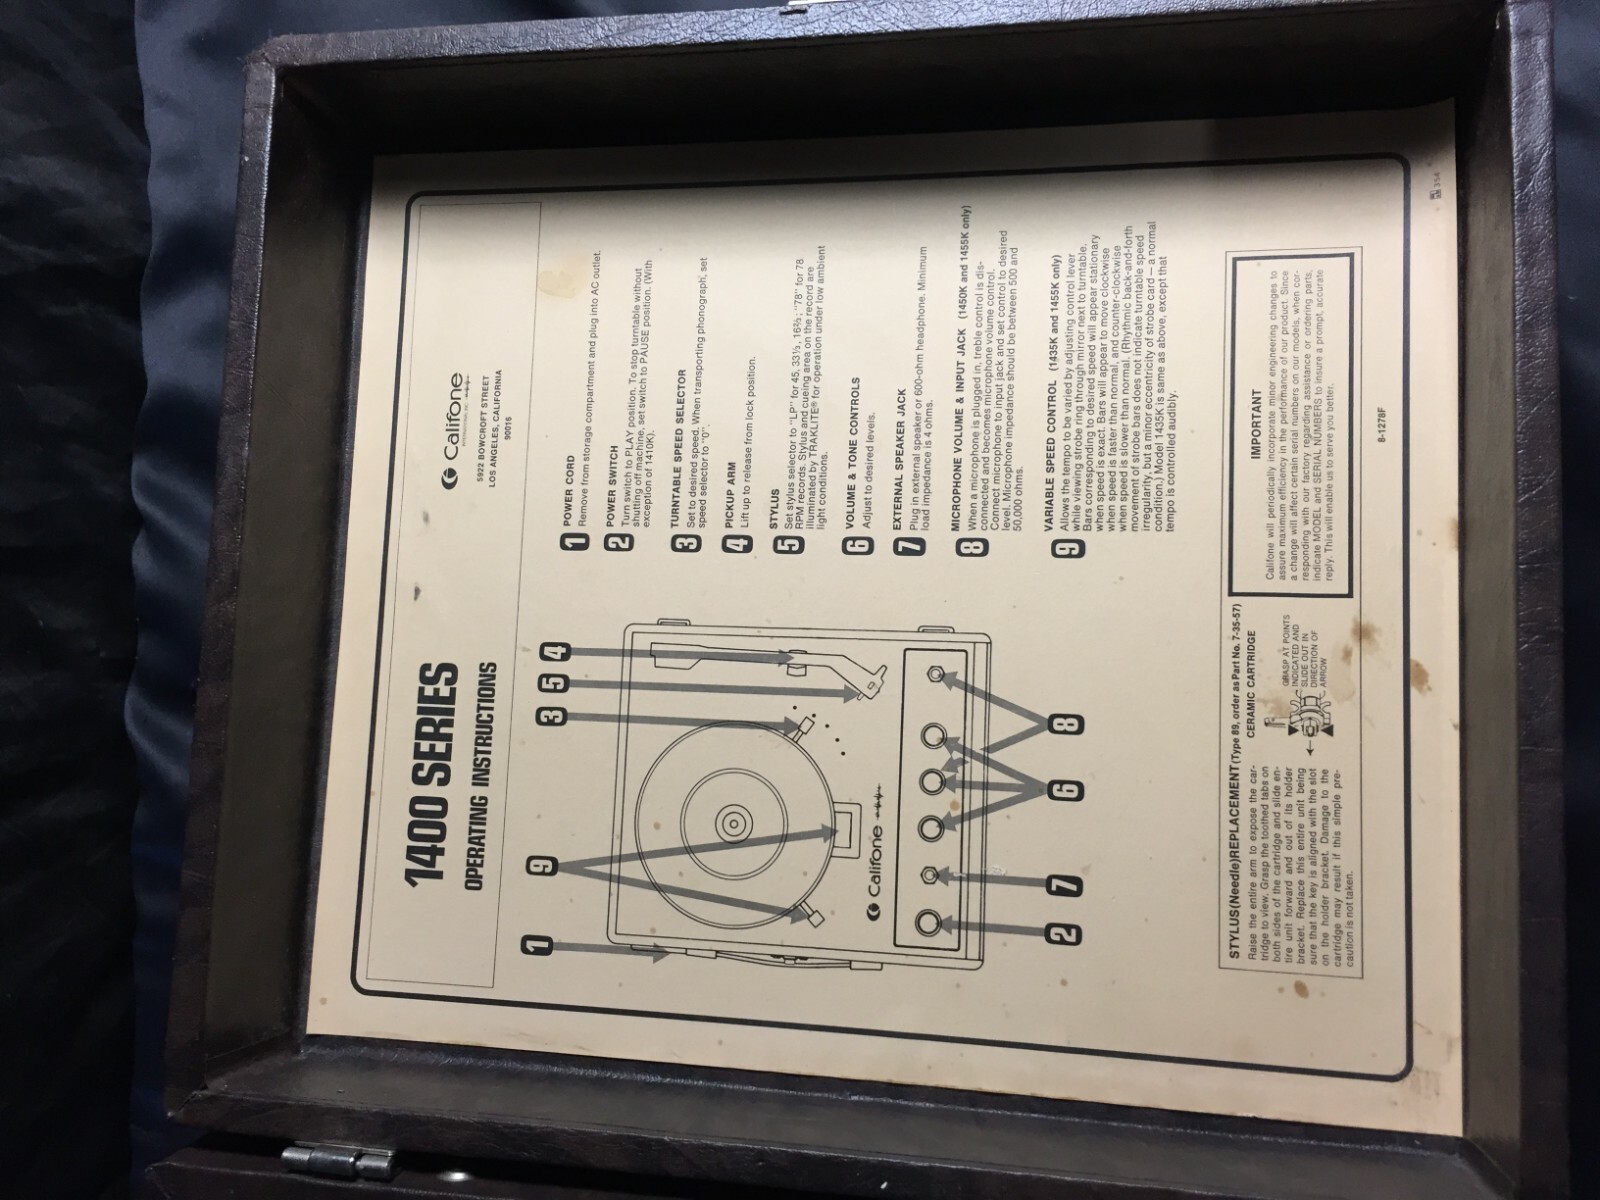 1400 SERIES
OPERATING INSTRUCTIONS
Califone
INTERNATIONAL, INC.
5922 BOWCROFT STREET
LOS ANGELES, CALIFORNIA
90016
1
9
3
5
4
Califone
2
7
6
8
1 POWER CORD
Remove from storage compartment and plug into AC outlet.
2 POWER SWITCH
Turn switch to PLAY position. To stop turntable without
shutting off machine, set switch to PAUSE position. (With
exception of 1410K).
3 TURNTABLE SPEED SELECTOR
Set to desired speed. When transporting phonograph, set
speed selector to "0".
4 PICKUP ARM
Lift up to release from lock position.
5 STYLUS
Set stylus selector to "LP" for 45, 33⅓, 16⅔; "78" for 78
RPM records. Stylus and cueing area on the record are
illuminated by TRAKLITE® for operation under low ambient
light conditions.
6 VOLUME & TONE CONTROLS
Adjust to desired levels.
7 EXTERNAL SPEAKER JACK
Plug in external speaker or 600-ohm headphone. Minimum
load impedance is 4 ohms.
8 MICROPHONE VOLUME & INPUT JACK (1450K and 1455K only)
When a microphone is plugged in, treble control is dis-
connected and becomes microphone volume control.
Connect microphone to input jack and set control to desired
level. Microphone impedance should be between 500 and
50,000 ohms.
9 VARIABLE SPEED CONTROL (1435K and 1455K only)
Allows the tempo to be varied by adjusting control lever
while viewing strobe ring through mirror next to turntable.
Bars corresponding to desired speed will appear stationary
when speed is exact. Bars will appear to move clockwise
when speed is faster than normal, and counter-clockwise
when speed is slower than normal. (Rhythmic back-and-forth
movement of strobe bars does not indicate turntable speed
irregularity, but a minor eccentricity of strobe card — a normal
condition.) Model 1435K is same as above, except that
tempo is controlled audibly.
STYLUS(Needle)REPLACEMENT (Type 89, order as Part No. 7-35-57)
Raise the entire arm to expose the car-
tridge to view. Grasp the toothed tabs on
both sides of the cartridge and slide en-
tire unit forward and out of its holder
bracket. Replace this entire unit being
sure that the key is aligned with the slot
on the holder bracket. Damage to the
cartridge may result if this simple pre-
caution is not taken.
CERAMIC CARTRIDGE
GRASP AT POINTS
INDICATED AND
SLIDE OUT IN
DIRECTION OF
ARROW
IMPORTANT
Califone will periodically incorporate minor engineering changes to
assure maximum efficiency in the performance of our product. Since
a change will affect certain serial numbers on our models, when cor-
responding with our factory regarding assistance or ordering parts,
indicate MODEL and SERIAL NUMBERS to insure a prompt, accurate
reply. This will enable us to serve you better.
8-1278F
354